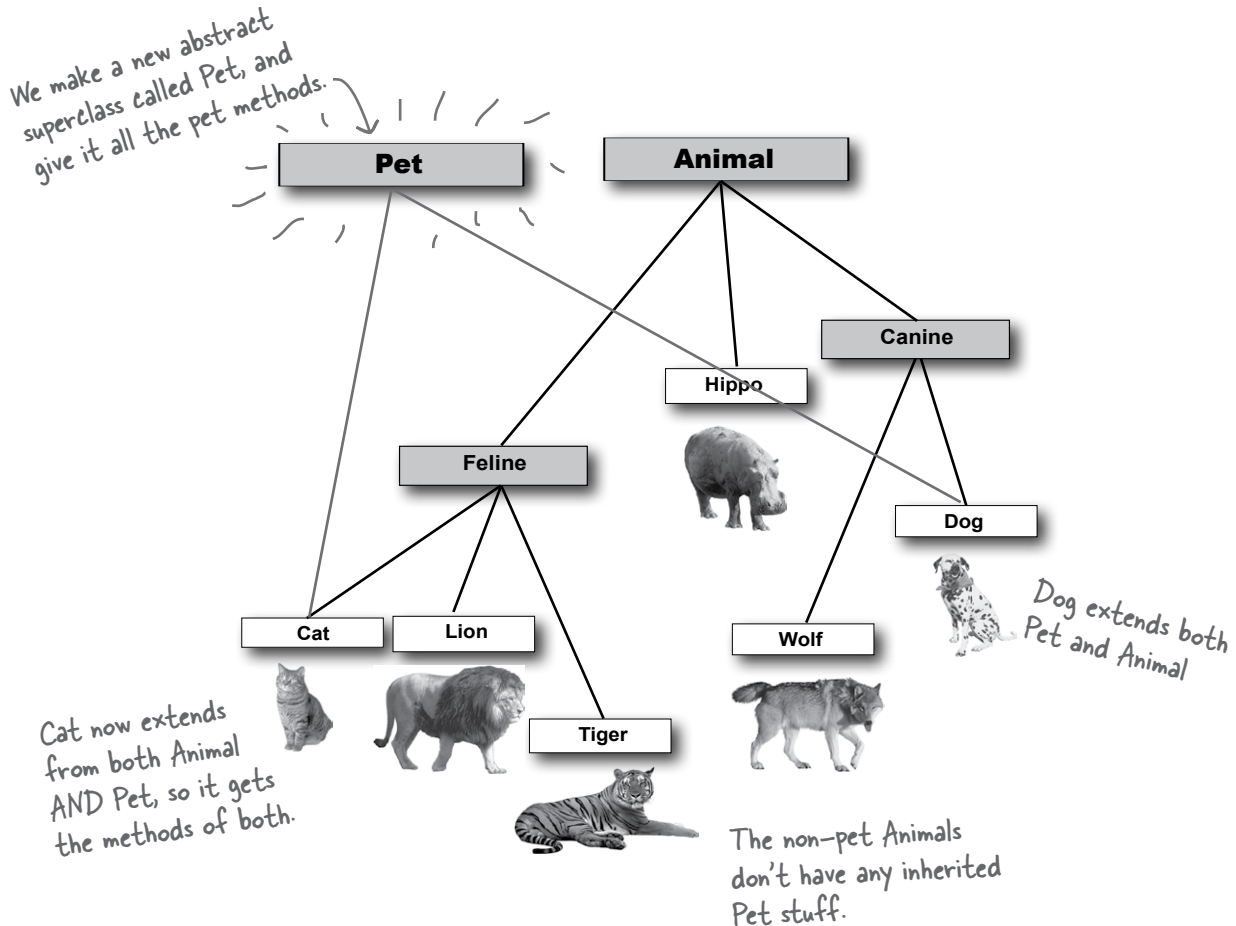 We make a new abstract
superclass called Pet, and
give it all the pet methods.
Pet
Animal
Canine
Hippo
Feline
Dog
Dog extends both
Pet and Animal
Cat
Lion
Wolf
Tiger
Cat now extends
from both Animal
AND Pet, so it gets
the methods of both.
The non-pet Animals
don't have any inherited
Pet stuff.